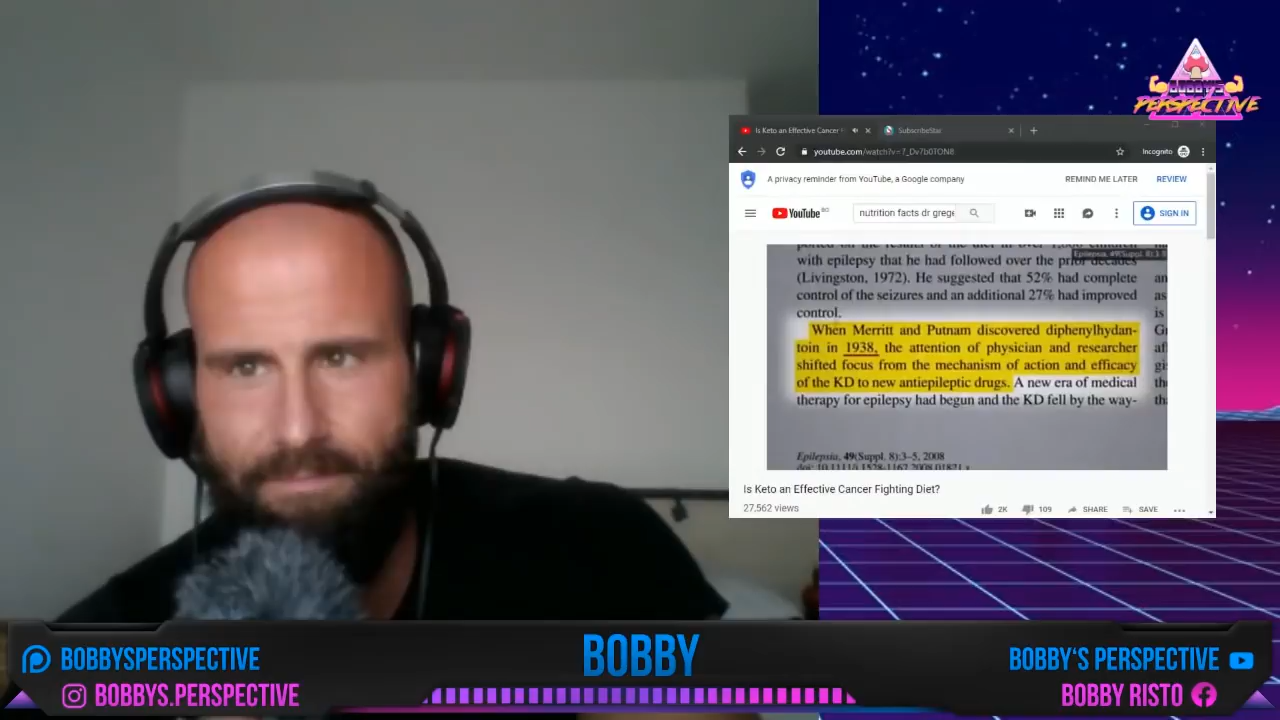 BOBBY'S
PERSPECTIVE
Is Keto an Effective Cancer F
SubscribeStar
youtube.com/watch?v=7_Dv7b0TON8
Incognito
A privacy reminder from YouTube, a Google company
REMIND ME LATER
REVIEW
YouTube
nutrition facts dr grege
SIGN IN
with epilepsy that he had followed over the prior decades
(Livingston, 1972). He suggested that 52% had complete
control of the seizures and an additional 27% had improved
control.
When Merritt and Putnam discovered diphenylhydan-
toin in 1938, the attention of physician and researcher
shifted focus from the mechanism of action and efficacy
of the KD to new antiepileptic drugs. A new era of medical
therapy for epilepsy had begun and the KD fell by the way-
Epilepsia, 49(Suppl. 8):3–5, 2008
Is Keto an Effective Cancer Fighting Diet?
27,562 views
2K
109
SHARE
SAVE
BOBBYSPERSPECTIVE
BOBBYS.PERSPECTIVE
BOBBY
BOBBY'S PERSPECTIVE
BOBBY RISTO